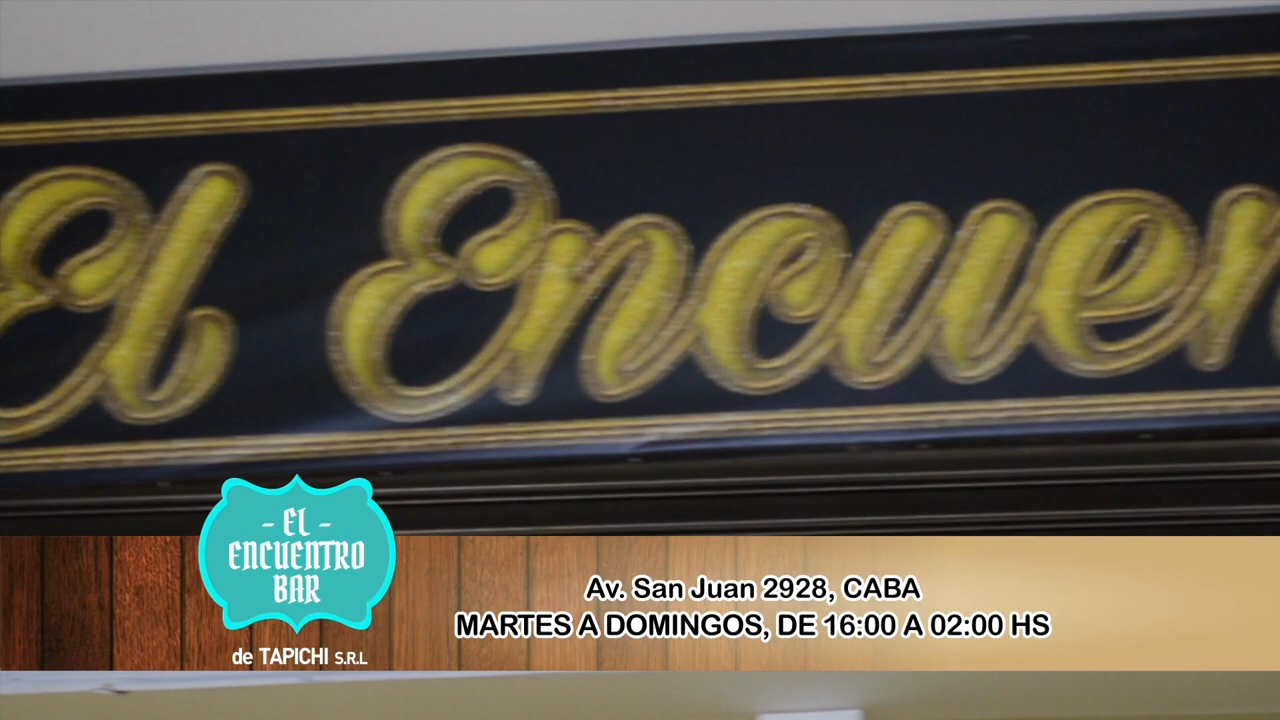 El Encuen
- EL -
ENCUENTRO
BAR
de TAPICHI S.R.L
Av. San Juan 2928, CABA
MARTES A DOMINGOS, DE 16:00 A 02:00 HS